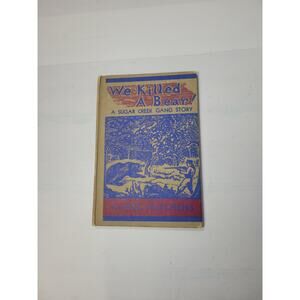 We Killed
A Bear!
A SUGAR CREEK GANG STORY